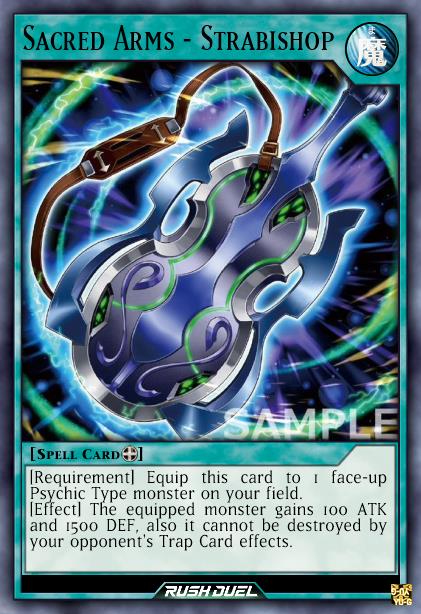 SACRED ARMS - STRABISHOP
ま
魔
SAMPLE
[SPELL CARD]
[Requirement] Equip this card to 1 face-up
Psychic Type monster on your field.
[Effect] The equipped monster gains 100 ATK
and 1500 DEF, also it cannot be destroyed by
your opponent's Trap Card effects.
RUSH DUEL